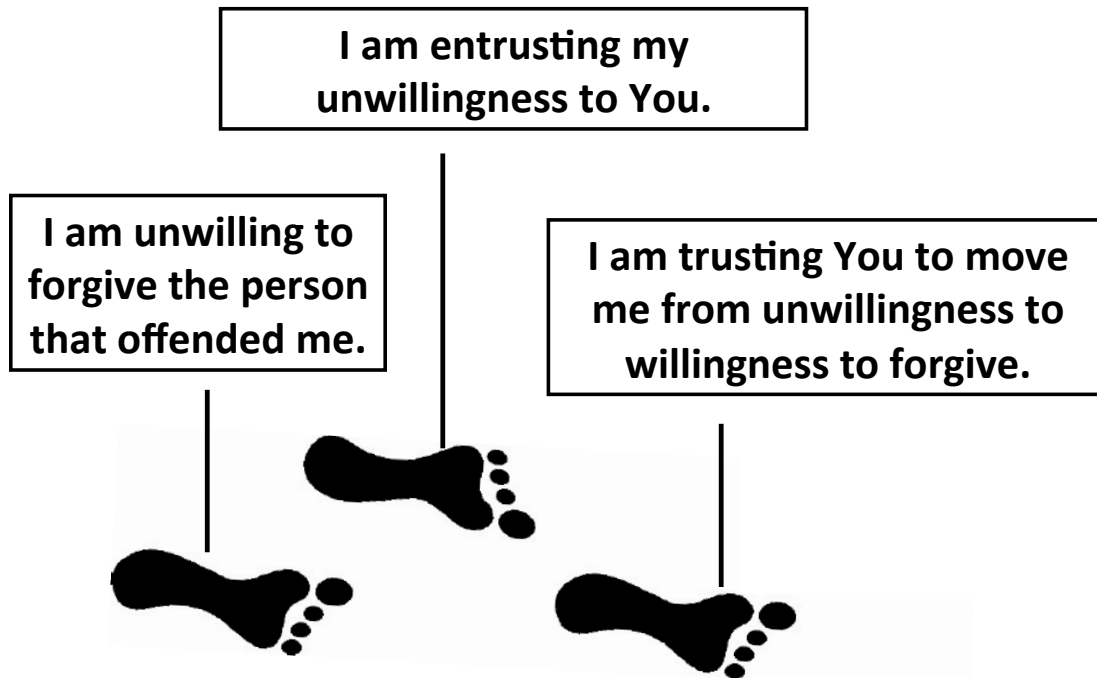 I am entrusting my
unwillingness to You.
I am unwilling to
forgive the person
that offended me.
I am trusting You to move
me from unwillingness to
willingness to forgive.